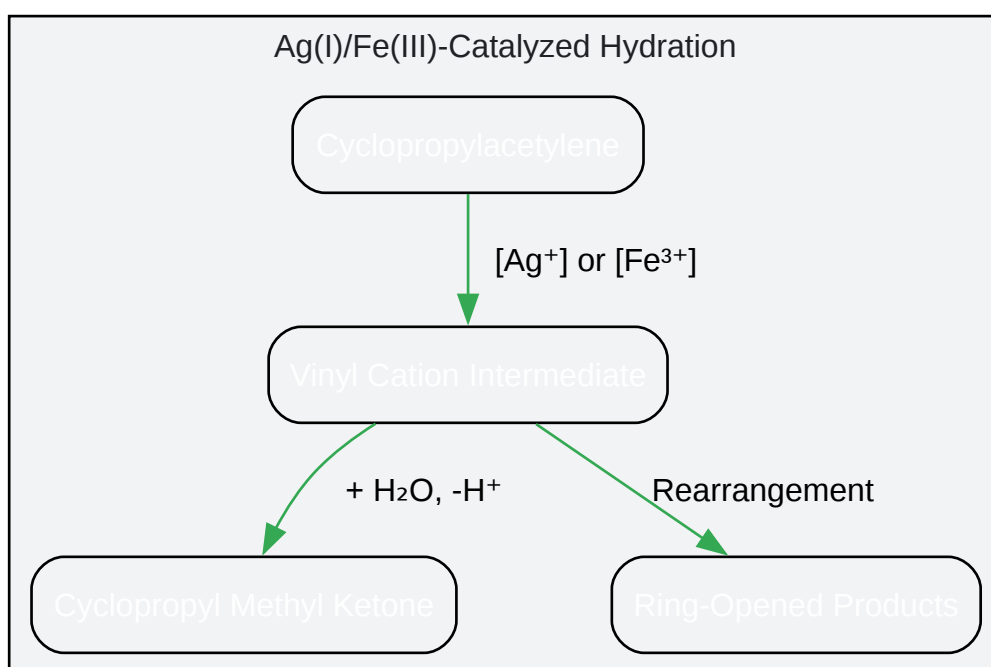 Ag(I)/Fe(III)-Catalyzed Hydration
Cyclopropylacetylene
[Ag⁺] or [Fe³⁺]
Vinyl Cation Intermediate
+ H₂O, -H⁺
Rearrangement
Cyclopropyl Methyl Ketone
Ring-Opened Products